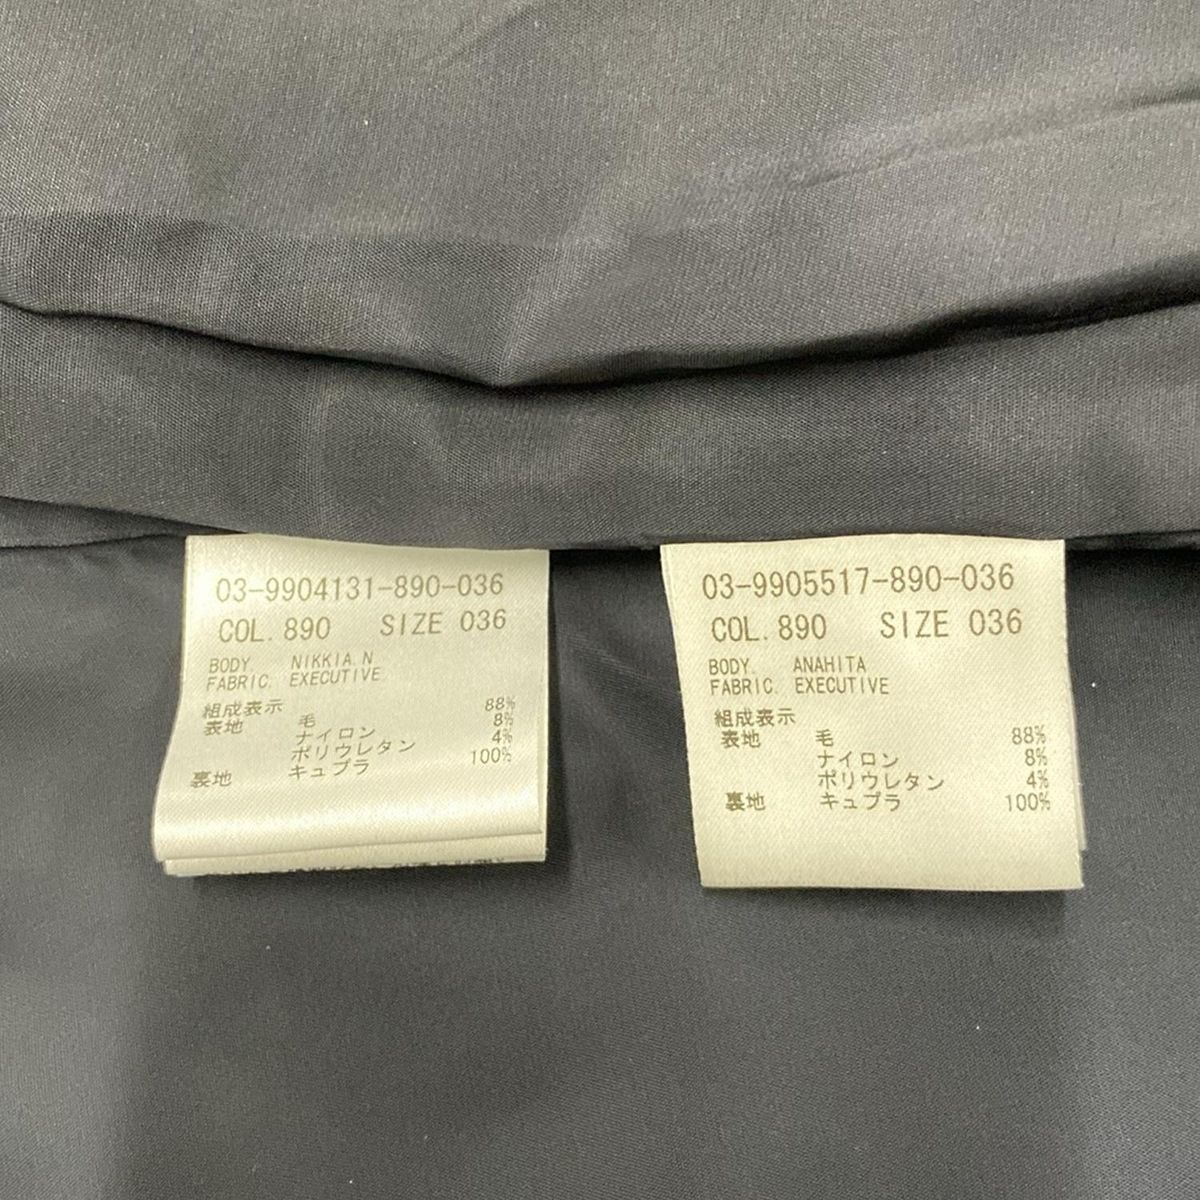 03-9904131-890-036
COL. 890 SIZE 036
BODY. NIKKIA.N
FABRIC. EXECUTIVE.
組成表示
表地 毛 88%
ナイロン 8%
ポリウレタン 4%
裏地 キュプラ 100%
03-9905517-890-036
COL. 890 SIZE 036
BODY. ANAHITA
FABRIC. EXECUTIVE
組成表示
表地 毛 88%
ナイロン 8%
ポリウレタン 4%
裏地 キュプラ 100%